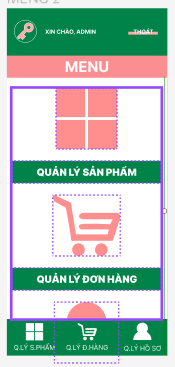 MENU 2
XIN CHÀO, ADMIN
THOÁT
MENU
QUẢN LÝ SẢN PHẨM
QUẢN LÝ ĐƠN HÀNG
Q.LÝ S.PHẨM
Q.LÝ Đ.HÀNG
Q.LÝ HỒ SƠ